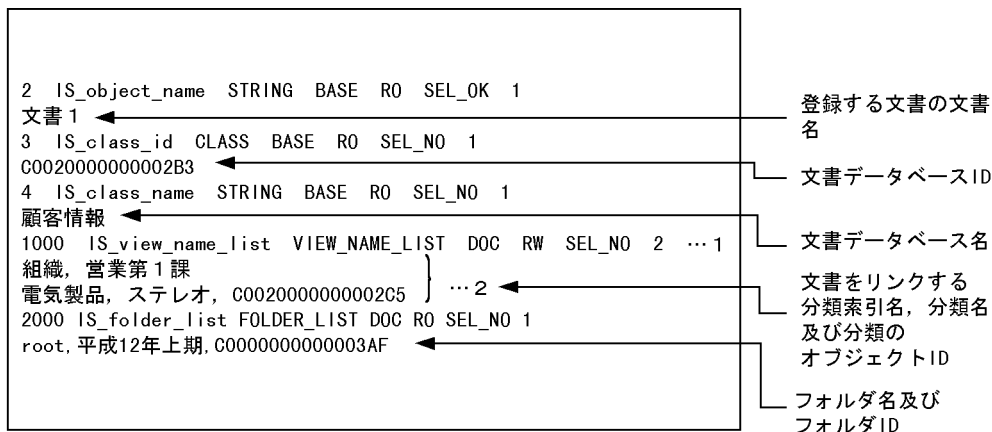 2 IS_object_name STRING BASE RO SEL_OK 1
文書1
3 IS_class_id CLASS BASE RO SEL_NO 1
C0020000000002B3
4 IS_class_name STRING BASE RO SEL_NO 1
顧客情報
1000 IS_view_name_list VIEW_NAME_LIST DOC RW SEL_NO 2 …1
組織,営業第1課
電気製品,ステレオ,C0020000000002C5 …2
2000 IS_folder_list FOLDER_LIST DOC RO SEL_NO 1
root,平成12年上期,C0000000000003AF
登録する文書の文書
名
文書データベースID
文書データベース名
文書をリンクする
分類索引名,分類名
及び分類の
オブジェクトID
フォルダ名及び
フォルダID